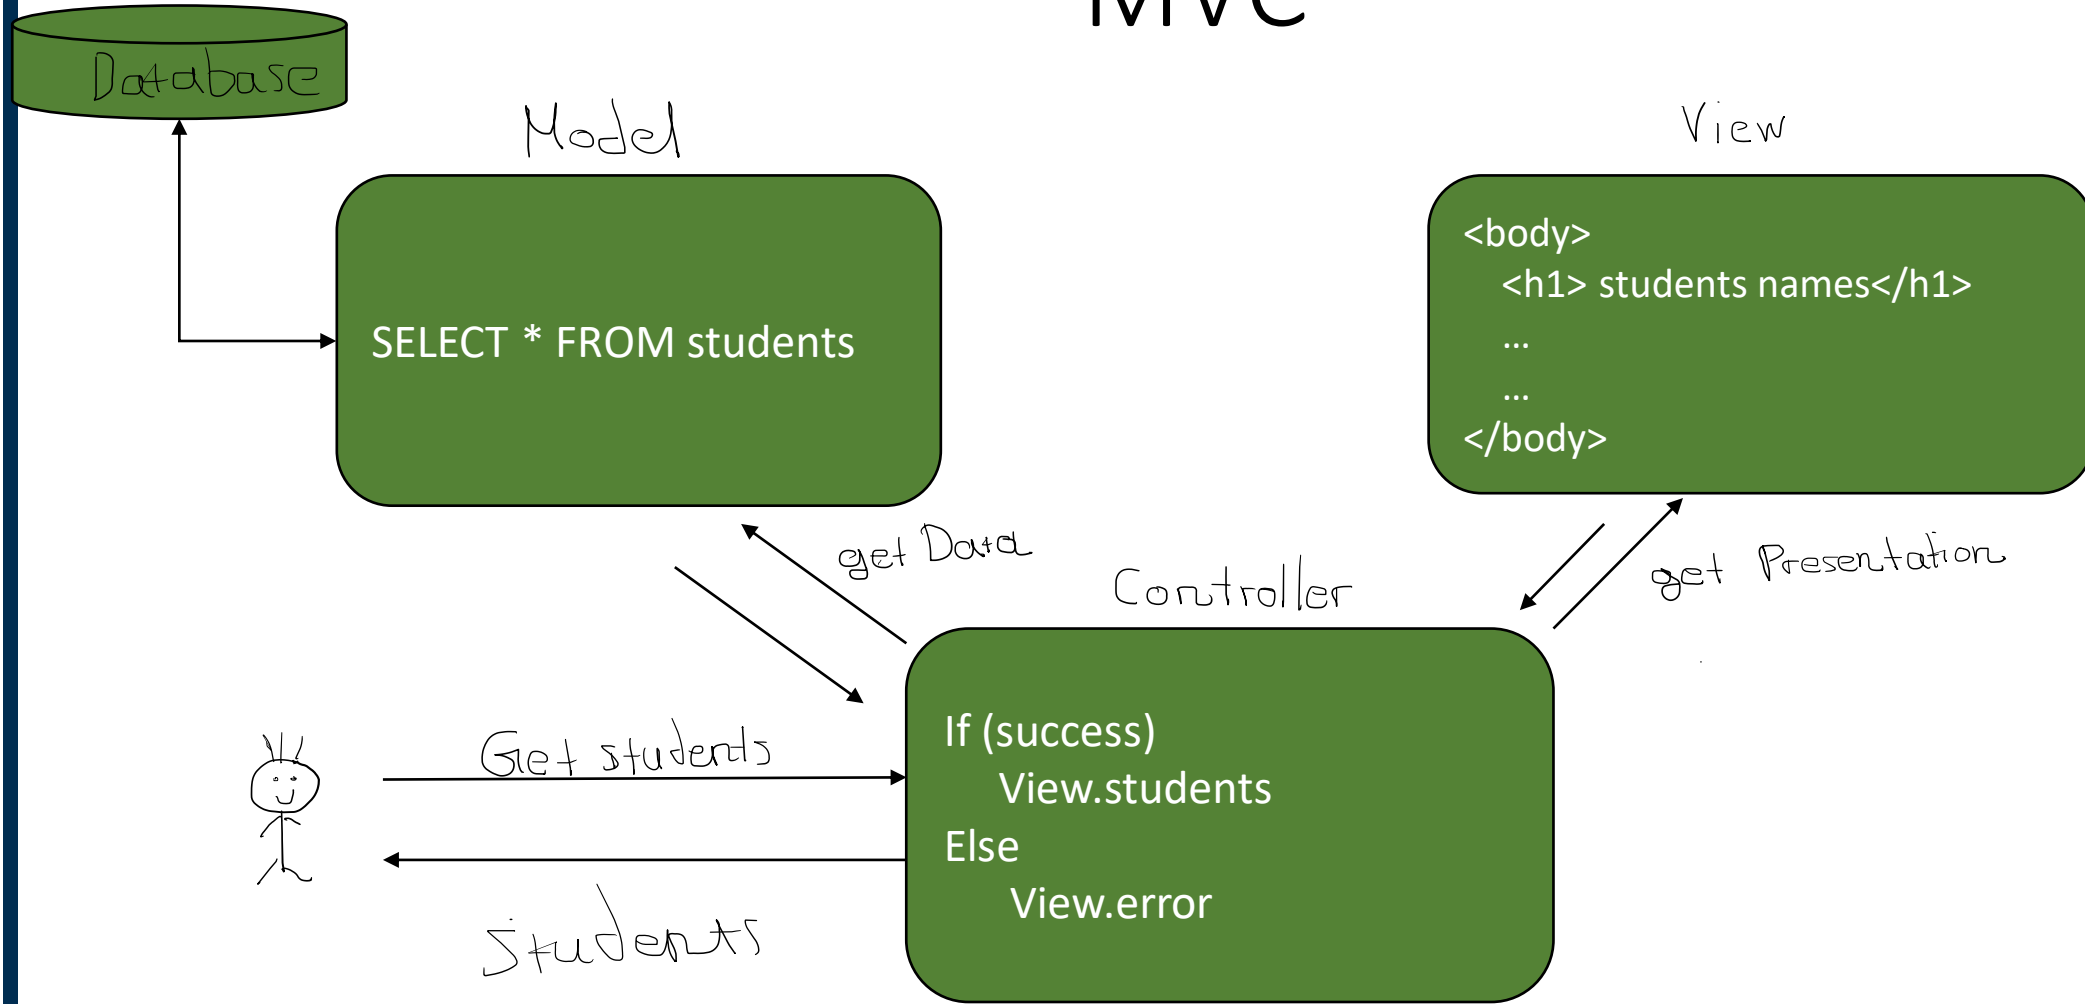 MVC
Database
Model
View
SELECT * FROM students
<body>
<h1> students names</h1>
...
...
</body>
get Data
get Presentation
Controller
Get students
If (success)
View.students
Else
View.error
students